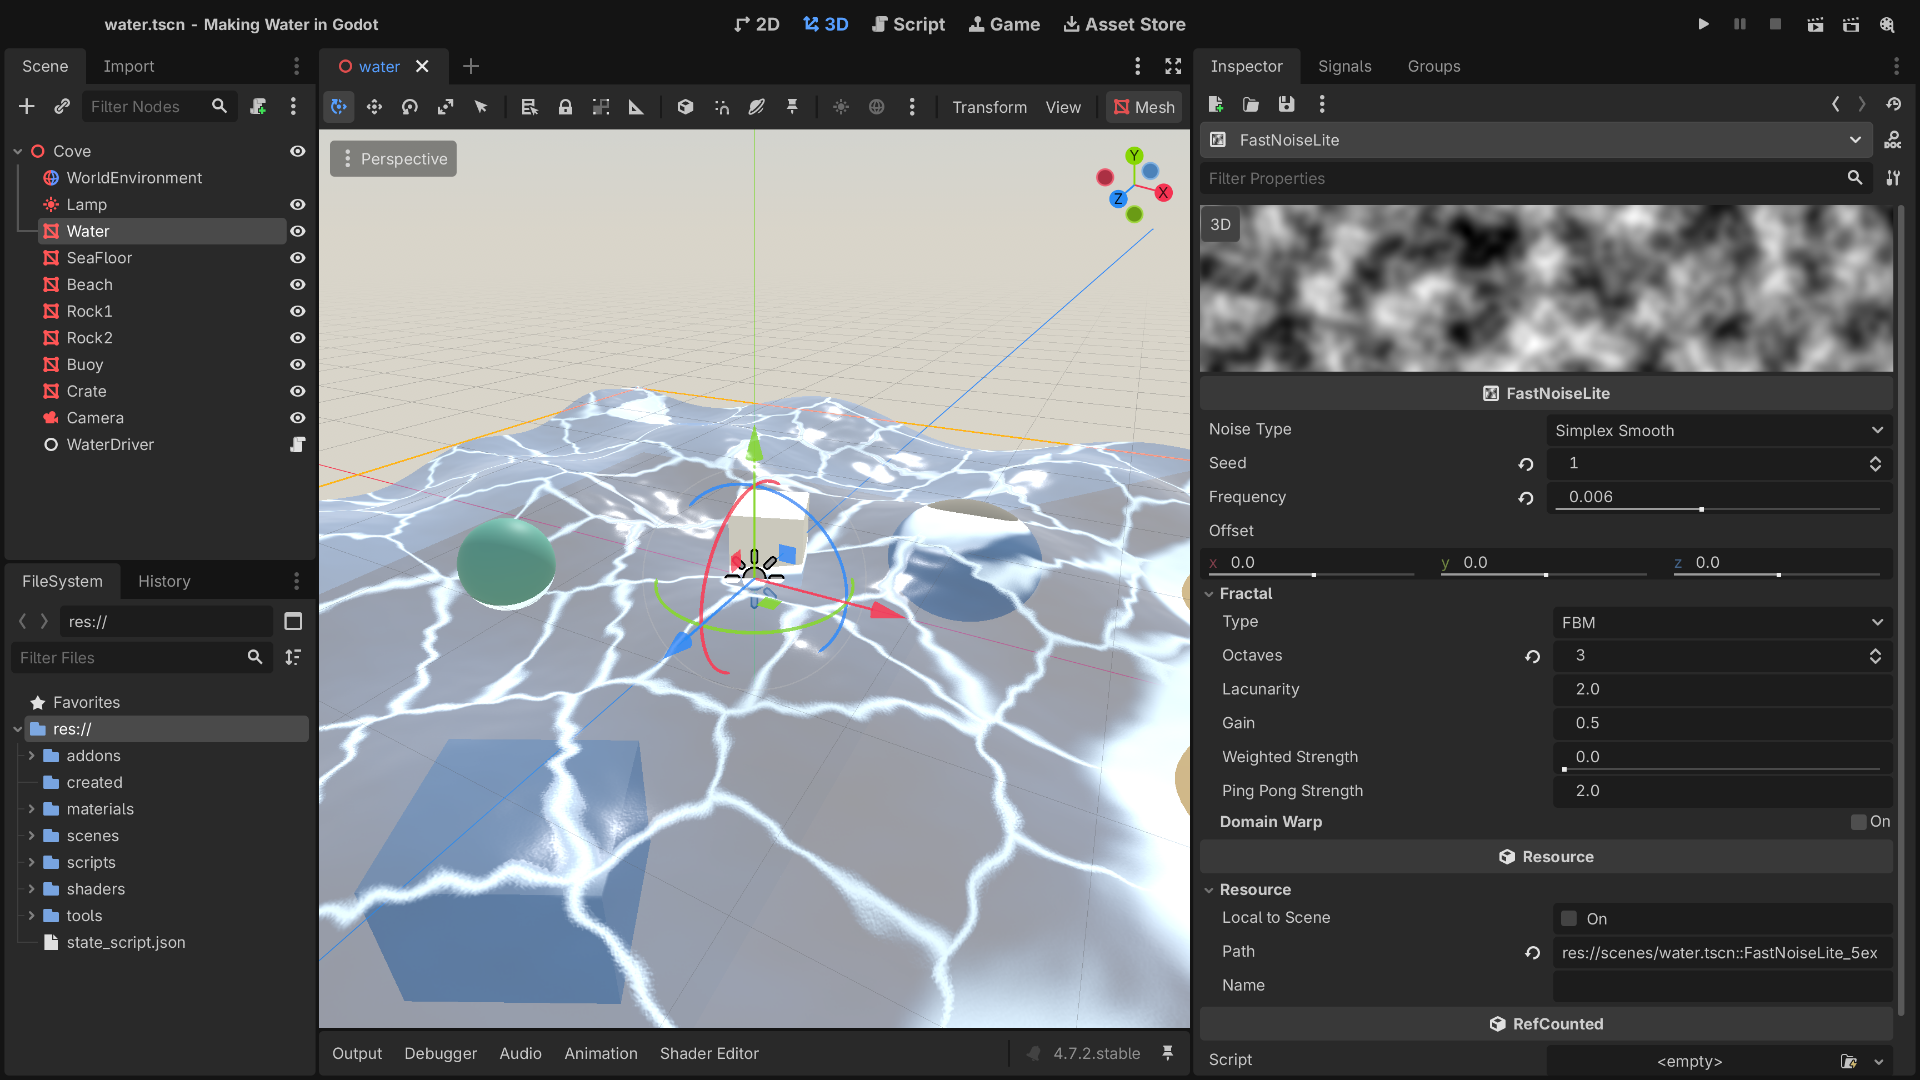 water.tscn - Making Water in Godot
2D
3D
Script
Game
Asset Store
Scene
Import
Filter Nodes
Cove
WorldEnvironment
Lamp
Water
SeaFloor
Beach
Rock1
Rock2
Buoy
Crate
Camera
WaterDriver
FileSystem
History
res://
Filter Files
Favorites
res://
addons
created
materials
scenes
scripts
shaders
tools
state_script.json
water
Transform
View
Mesh
Perspective
Y
X
Z
Output
Debugger
Audio
Animation
Shader Editor
4.7.2.stable
Inspector
Signals
Groups
FastNoiseLite
DOC
Filter Properties
3D
FastNoiseLite
Noise Type
Simplex Smooth
Seed
1
Frequency
0.006
Offset
x 0.0
y 0.0
z 0.0
Fractal
Type
FBM
Octaves
3
Lacunarity
2.0
Gain
0.5
Weighted Strength
0.0
Ping Pong Strength
2.0
Domain Warp
On
Resource
Resource
Local to Scene
On
Path
res://scenes/water.tscn::FastNoiseLite_5ex
Name
RefCounted
Script
<empty>